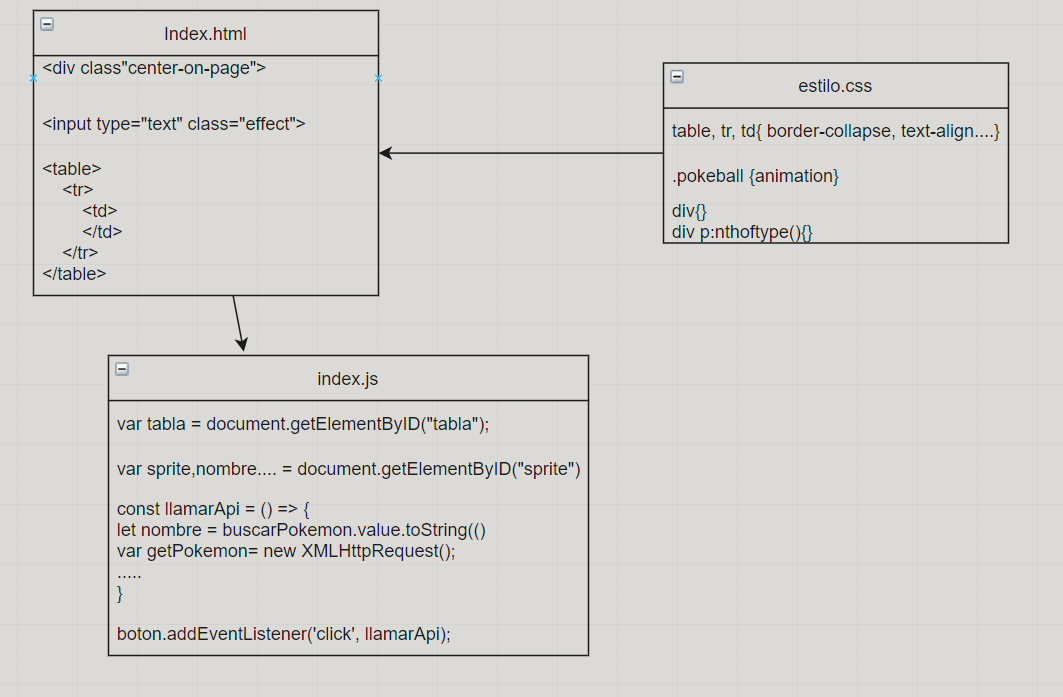 Index.html
<div class"center-on-page">
<input type="text" class="effect">
<table>
<tr>
<td>
</td>
</tr>
</table>
estilo.css
table, tr, td{ border-collapse, text-align....}
.pokeball {animation}
div{}
div p:nthoftype(){}
index.js
var tabla = document.getElementByID("tabla");
var sprite,nombre.... = document.getElementByID("sprite")
const llamarApi = () => {
let nombre = buscarPokemon.value.toString(()
var getPokemon= new XMLHttpRequest();
.....
}
boton.addEventListener('click', llamarApi);